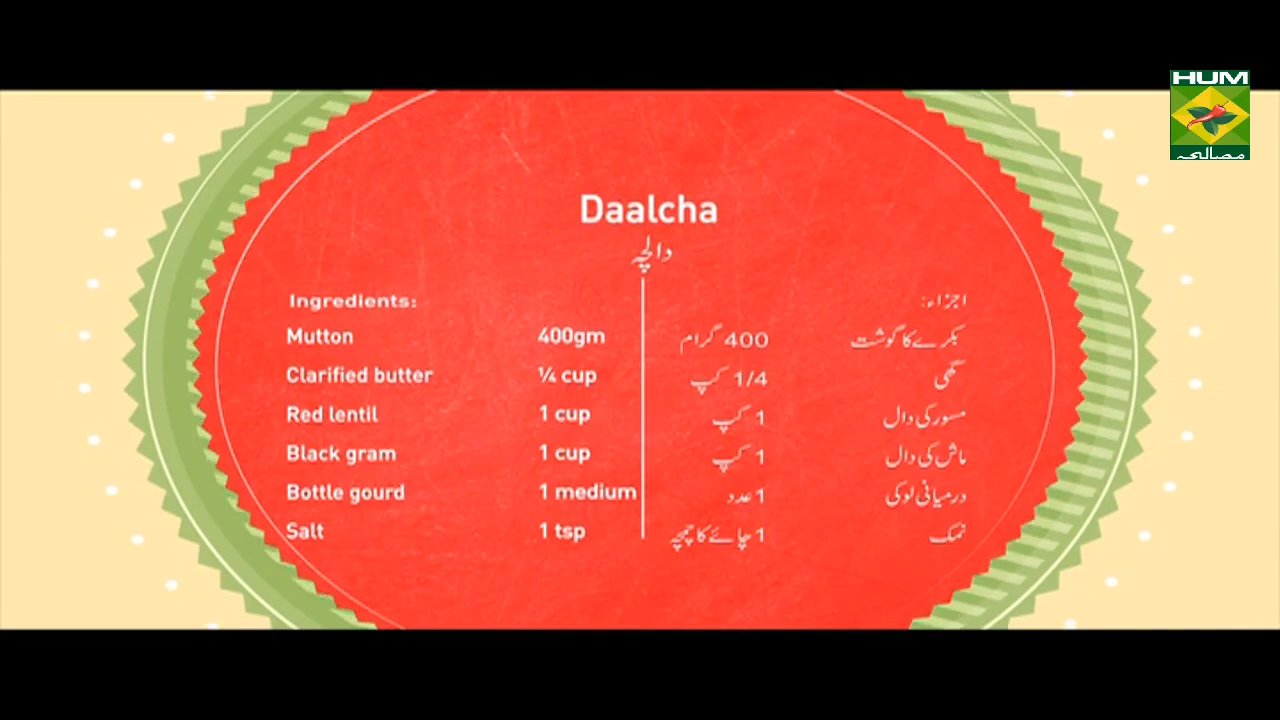 HUM
مصالحہ
Daalcha
دالچہ
Ingredients:
Mutton 400gm
Clarified butter ¼ cup
Red lentil 1 cup
Black gram 1 cup
Bottle gourd 1 medium
Salt 1 tsp
اجزاء:
بکرے کا گوشت 400 گرام
گھی 1/4 کپ
مسور کی دال 1 کپ
ماش کی دال 1 کپ
درمیانی لوکی 1 عدد
نمک 1 چائے کا چمچہ